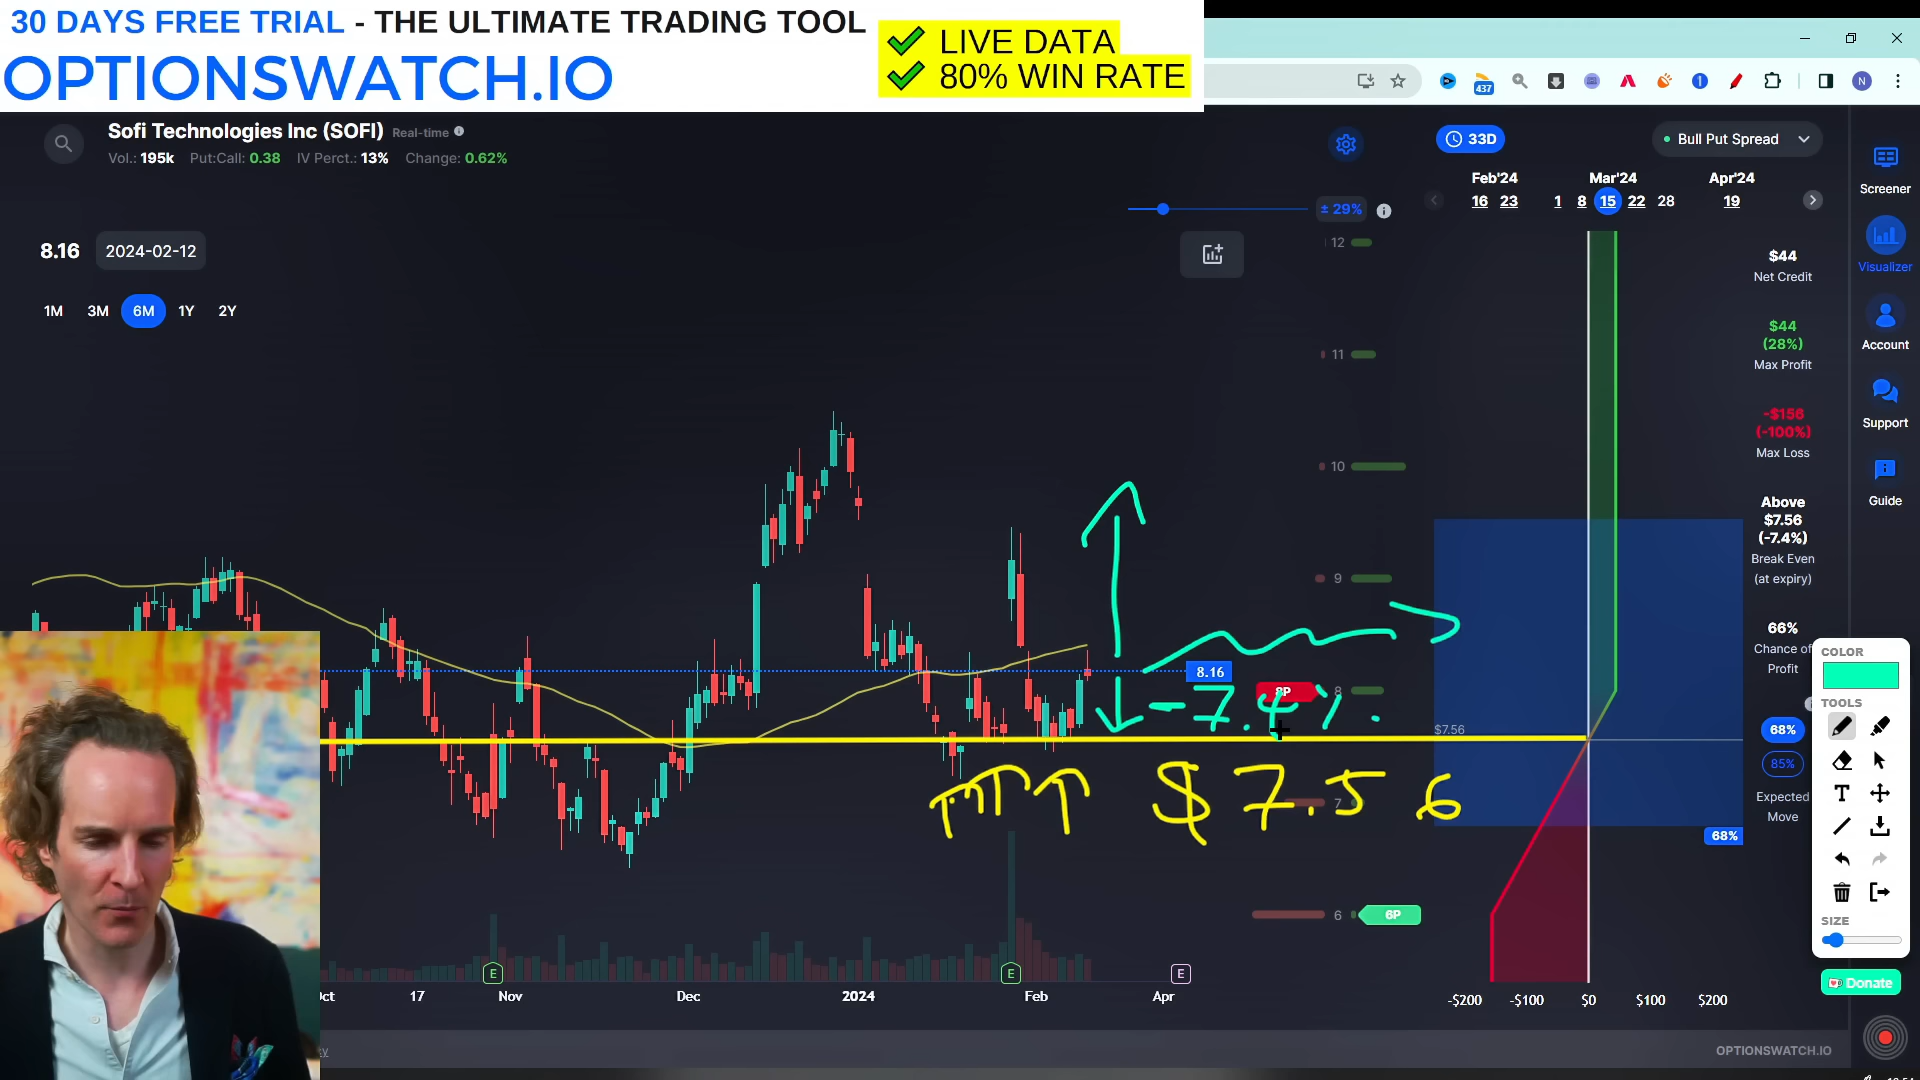 30 DAYS FREE TRIAL - THE ULTIMATE TRADING TOOL
OPTIONSWATCH.IO
LIVE DATA
80% WIN RATE
437
N
Sofi Technologies Inc (SOFI) Real-time
Vol.: 195k Put:Call: 0.38 IV Perct.: 13% Change: 0.62%
33D
Bull Put Spread
Feb'24 Mar'24 Apr'24
16 23 1 8 15 22 28 19
± 29%
8.16 2024-02-12
1M 3M 6M 1Y 2Y
Screener
Visualizer
Account
Support
Guide
$44
Net Credit
$44
(28%)
Max Profit
-$156
(-100%)
Max Loss
Above
$7.56
(-7.4%)
Break Even
(at expiry)
66%
Chance of
Profit
68%
85%
Expected
Move
68%
12
11
10
9
8.16
8P 8
-7.4%
$7.56
$7.56
7
6 6P
E E E
17 Nov Dec 2024 Feb Apr
-$200 -$100 $0 $100 $200
OPTIONSWATCH.IO
COLOR
TOOLS
T
SIZE
Donate